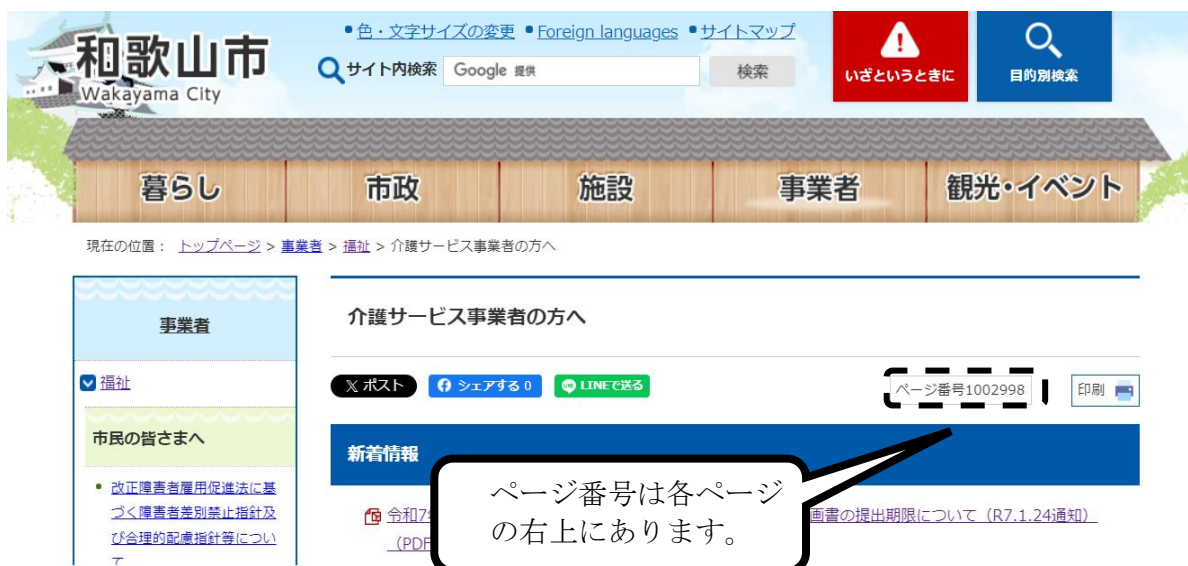 和歌山市
Wakayama City
色・文字サイズの変更 Foreign languages サイトマップ
サイト内検索 Google 提供 検索
いざというときに
目的別検索
暮らし 市政 施設 事業者 観光・イベント
現在の位置： トップページ > 事業者 > 福祉 > 介護サービス事業者の方へ
事業者
福祉
市民の皆さまへ
改正障害者雇用促進法に基
づく障害者差別禁止指針及
び合理的配慮指針等につい
て
介護サービス事業者の方へ
ポスト シェアする 0 LINEで送る
ページ番号1002998 印刷
新着情報
令和7 画書の提出期限について（R7.1.24通知）
（PDF
ページ番号は各ページ
の右上にあります。